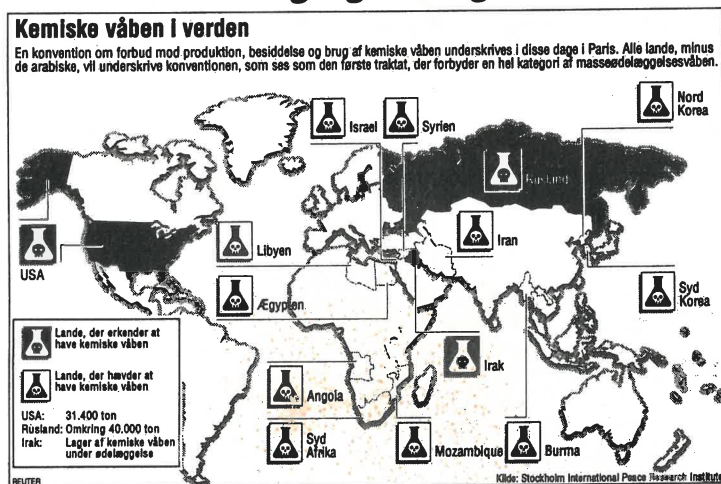 Kemiske våben i verden
En konvention om forbud mod produktion, besiddelse og brug af kemiske våben underskrives i disse dage i Paris. Alle lande, minus
de arabiske, vil underskrive konventionen, som ses som den første traktat, der forbyder en hel kategori af masseødelæggelsesvåben.
Nord
Korea
Israel
Syrien
Rusland
USA
Libyen
Iran
Ægypten
Syd
Korea
Irak
Angola
Syd
Afrika
Mozambique
Burma
Lande, der erkender at
have kemiske våben
Lande, der hævder at
have kemiske våben
USA: 31.400 ton
Rusland: Omkring 40.000 ton
Irak: Lager af kemiske våben
under ødelæggelse
REUTER
Kilde: Stockholm International Peace Research Institute